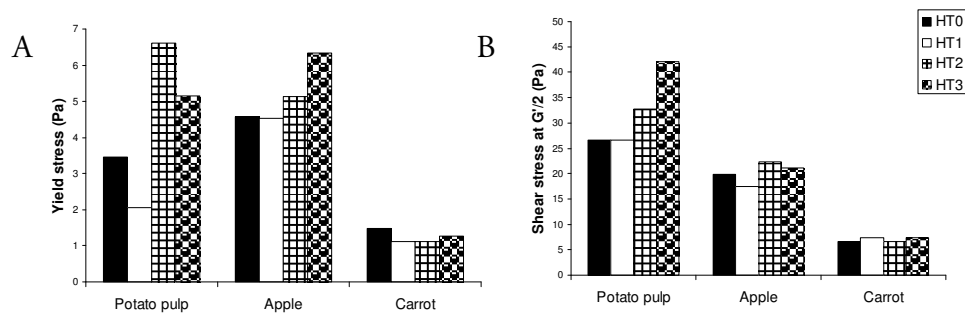 A
Yield stress (Pa)
7
6
5
4
3
2
1
0
Potato pulp
Apple
Carrot
B
Shear stress at G'/2 (Pa)
50
45
40
35
30
25
20
15
10
5
0
Potato pulp
Apple
Carrot
HT0
HT1
HT2
HT3